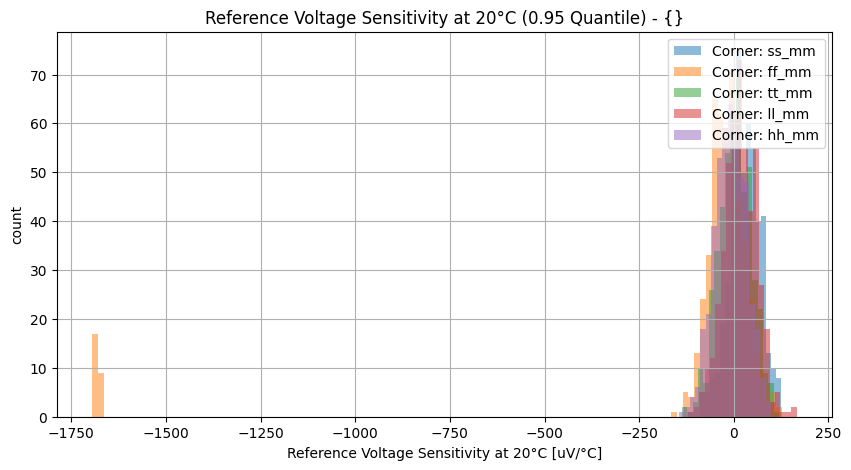 Reference Voltage Sensitivity at 20°C (0.95 Quantile) - {}
Corner: ss_mm
Corner: ff_mm
Corner: tt_mm
Corner: ll_mm
Corner: hh_mm
count
70
60
50
40
30
20
10
0
−1750 −1500 −1250 −1000 −750 −500 −250 0 250
Reference Voltage Sensitivity at 20°C [uV/°C]